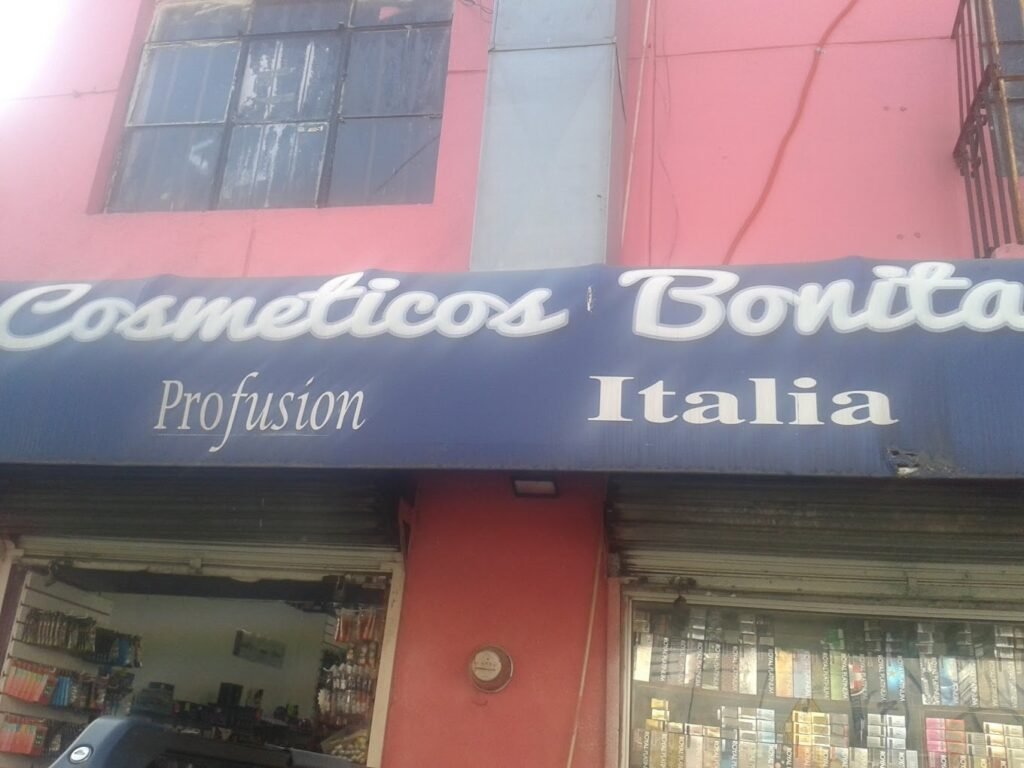 Cosmeticos Bonita
Profusion Italia